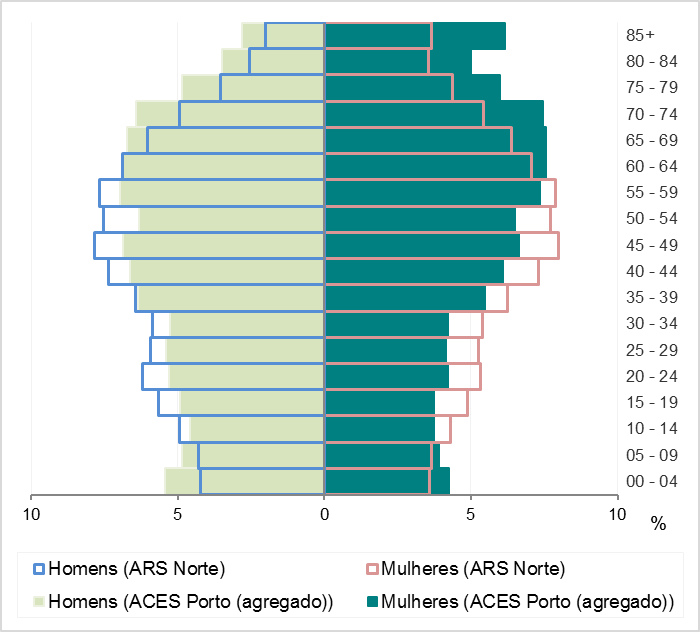 85+
80 - 84
75 - 79
70 - 74
65 - 69
60 - 64
55 - 59
50 - 54
45 - 49
40 - 44
35 - 39
30 - 34
25 - 29
20 - 24
15 - 19
10 - 14
05 - 09
00 - 04
10 5 0 5 10
%
Homens (ARS Norte) Mulheres (ARS Norte)
Homens (ACES Porto (agregado)) Mulheres (ACES Porto (agregado))